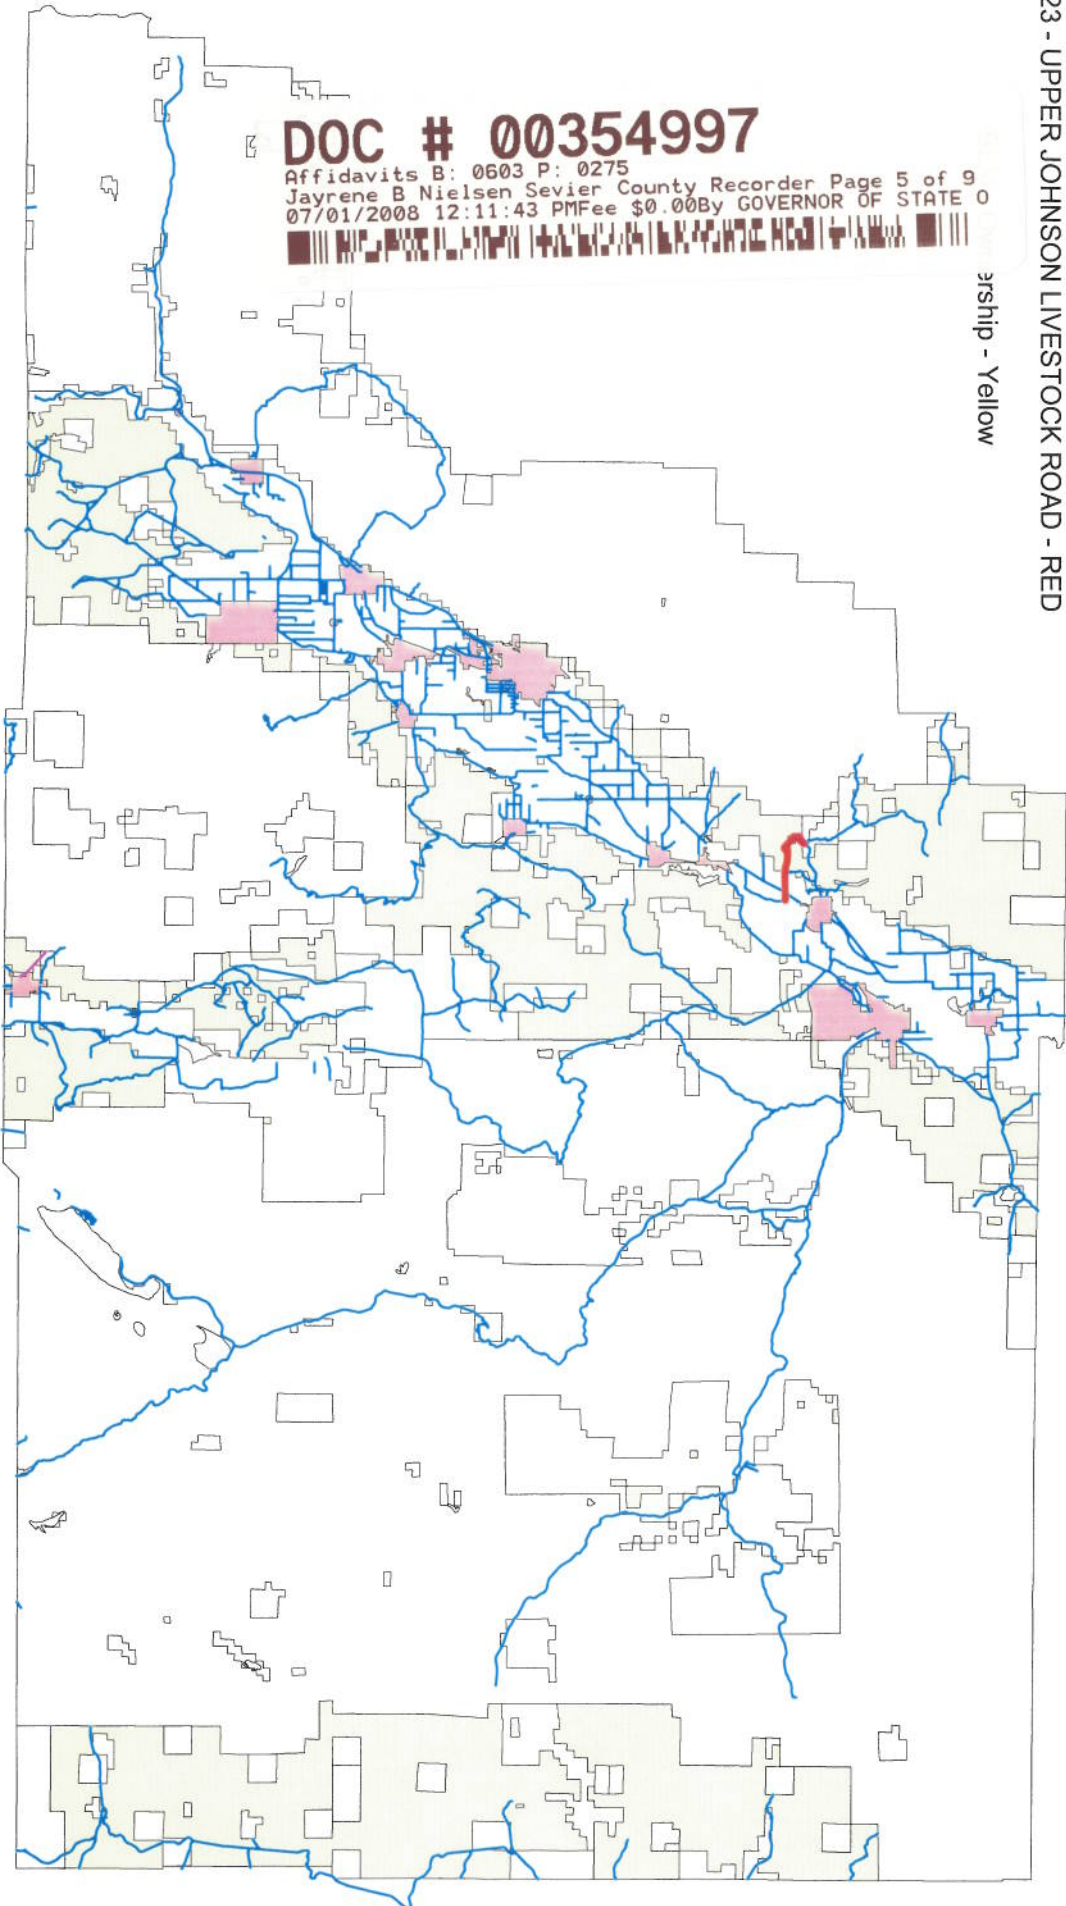 DOC # 00354997
Affidavits B: 0603 P: 0275
Jayrene B Nielsen Sevier County Recorder Page 5 of 9
07/01/2008 12:11:43 PMFee $0.00By GOVERNOR OF STATE O
23 - UPPER JOHNSON LIVESTOCK ROAD - RED
ership - Yellow